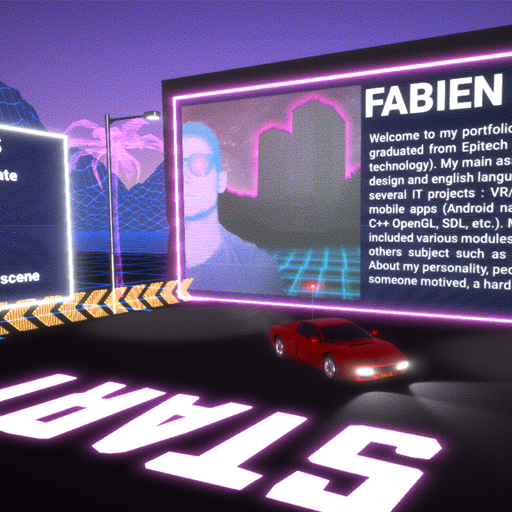 ate
scene
FABIEN
Welcome to my portfolio
graduated from Epitech
technology). My main as
design and english langu
several IT projects : VR/
mobile apps (Android na
C++ OpenGL, SDL, etc.). M
included various modules
others subject such as
About my personality, peo
someone motived, a hard
START